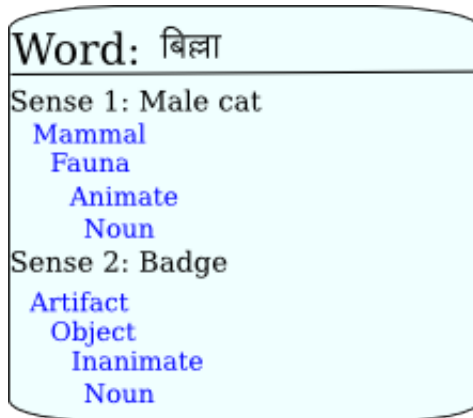 Word: बिल्ला
Sense 1: Male cat
Mammal
Fauna
Animate
Noun
Sense 2: Badge
Artifact
Object
Inanimate
Noun